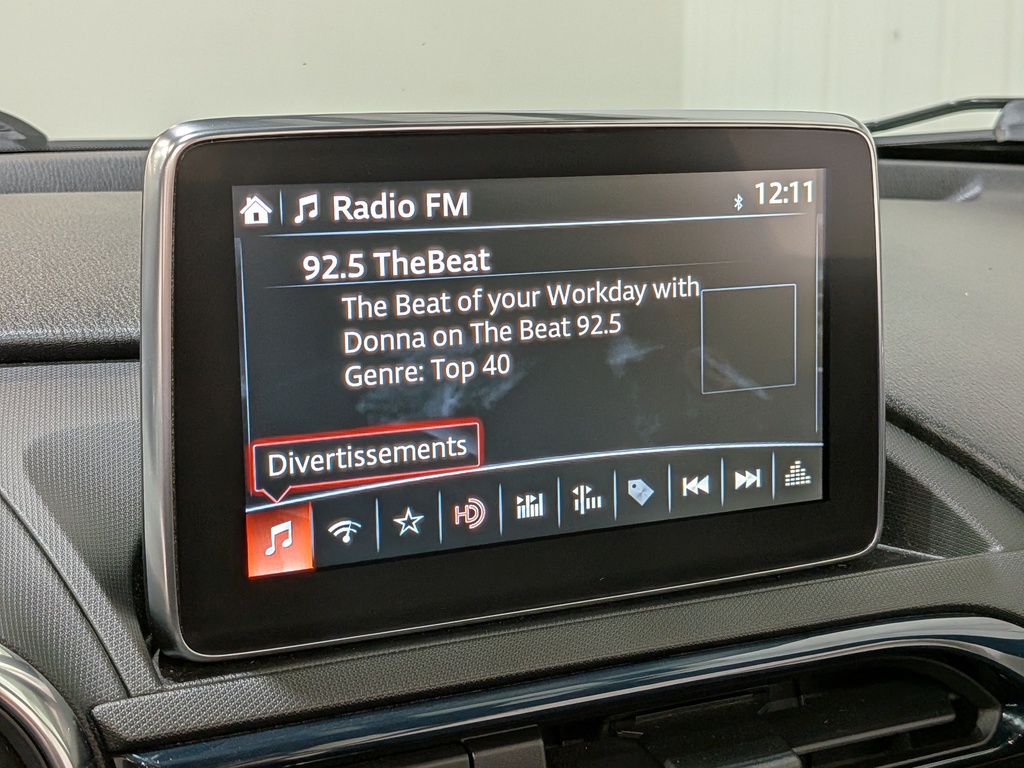 Radio FM
12:11
92.5 TheBeat
The Beat of your Workday with
Donna on The Beat 92.5
Genre: Top 40
Divertissements
HD